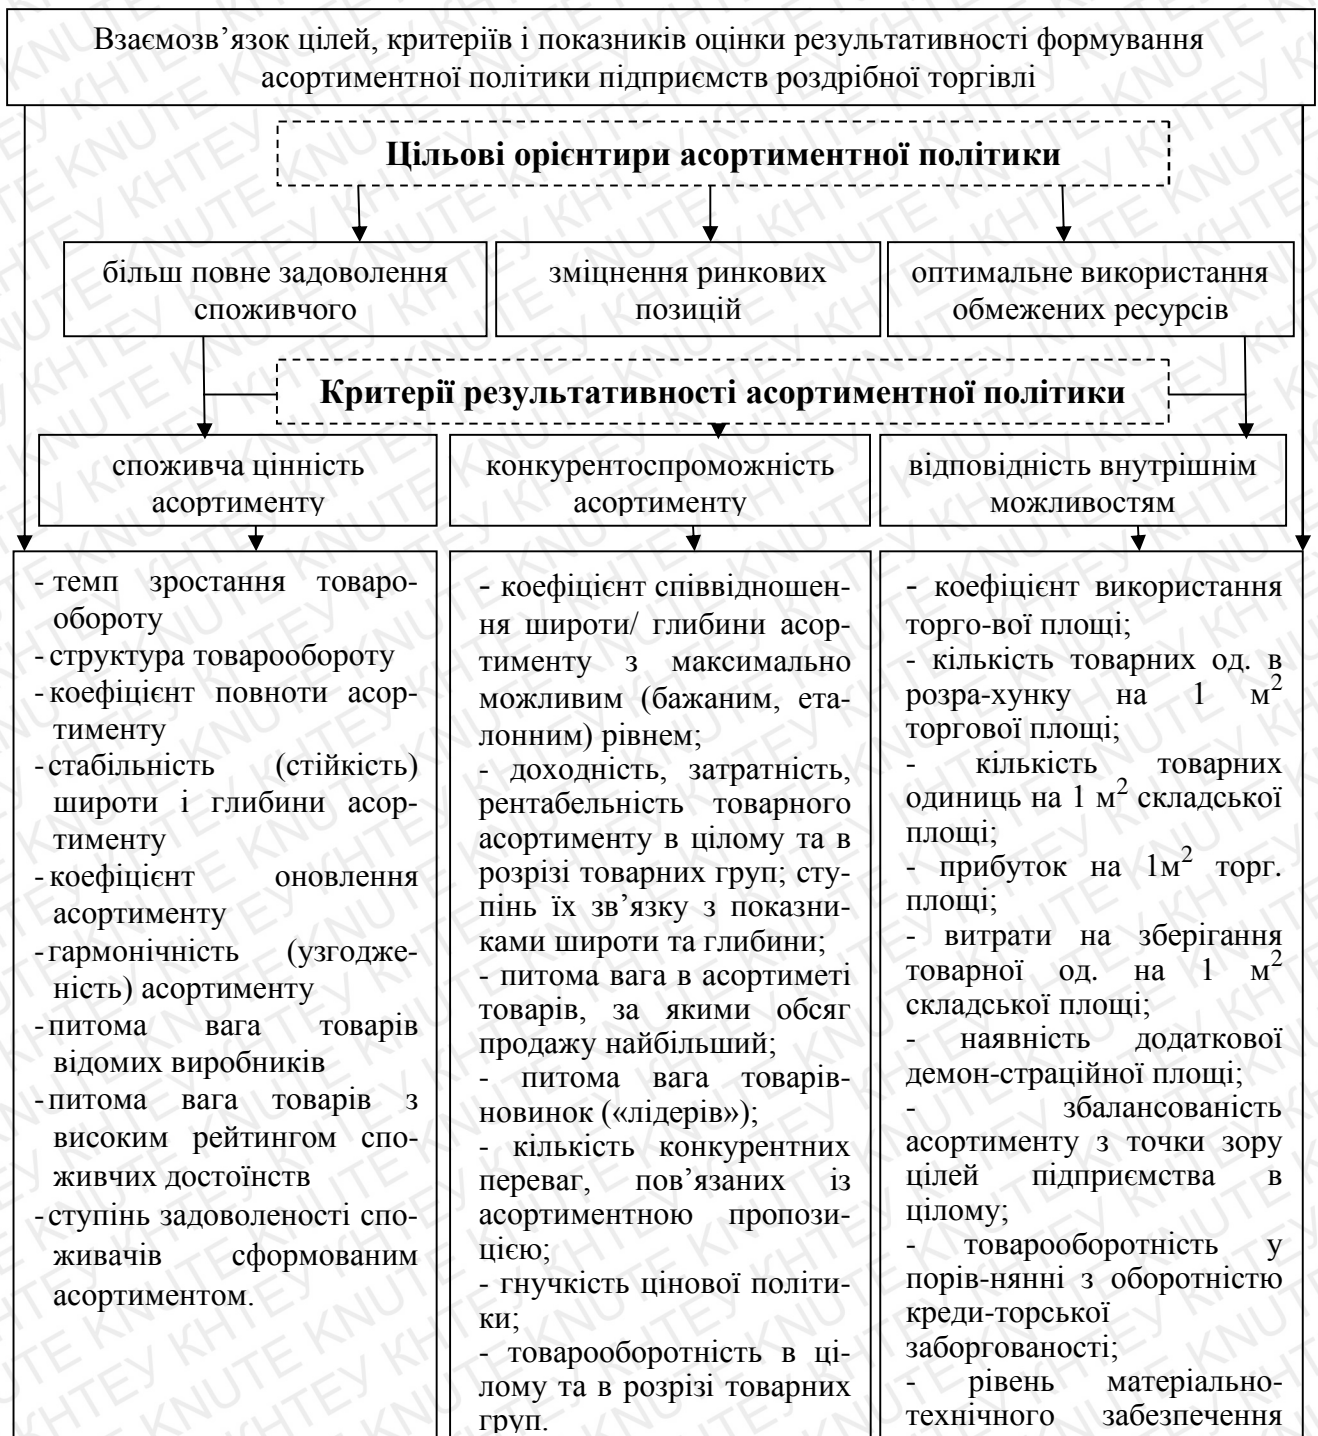 Взаємозв’язок цілей, критеріїв і показників оцінки результативності формування
асортиментної політики підприємств роздрібної торгівлі
Цільові орієнтири асортиментної політики
більш повне задоволення
споживчого
зміцнення ринкових
позицій
оптимальне використання
обмежених ресурсів
Критерії результативності асортиментної політики
споживча цінність
асортименту
конкурентоспроможність
асортименту
відповідність внутрішнім
можливостям
- темп зростання товаро-
обороту
- структура товарообороту
- коефіцієнт повноти асор-
тименту
- стабільність (стійкість)
широти і глибини асор-
тименту
- коефіцієнт оновлення
асортименту
- гармонічність (узгодже-
ність) асортименту
- питома вага товарів
відомих виробників
- питома вага товарів з
високим рейтингом спо-
живчих достоїнств
- ступінь задоволеності спо-
живачів сформованим
асортиментом.
- коефіцієнт співвідношен-
ня широти/ глибини асор-
тименту з максимально
можливим (бажаним, ета-
лонним) рівнем;
- доходність, затратність,
рентабельність товарного
асортименту в цілому та в
розрізі товарних груп; сту-
пінь їх зв’язку з показни-
ками широти та глибини;
- питома вага в асортиметі
товарів, за якими обсяг
продажу найбільший;
- питома вага товарів-
новинок («лідерів»);
- кількість конкурентних
переваг, пов’язаних із
асортиментною пропози-
цією;
- гнучкість цінової політи-
ки;
- товарооборотність в ці-
лому та в розрізі товарних
груп.
- коефіцієнт використання
торго-вої площі;
- кількість товарних од. в
розра-хунку на 1 м²
торгової площі;
- кількість товарних
одиниць на 1 м² складської
площі;
- прибуток на 1м² торг.
площі;
- витрати на зберігання
товарної од. на 1 м²
складської площі;
- наявність додаткової
демон-страційної площі;
- збалансованість
асортименту з точки зору
цілей підприємства в
цілому;
- товарооборотність у
порів-нянні з оборотністю
креди-торської
заборгованості;
- рівень матеріально-
технічного забезпечення